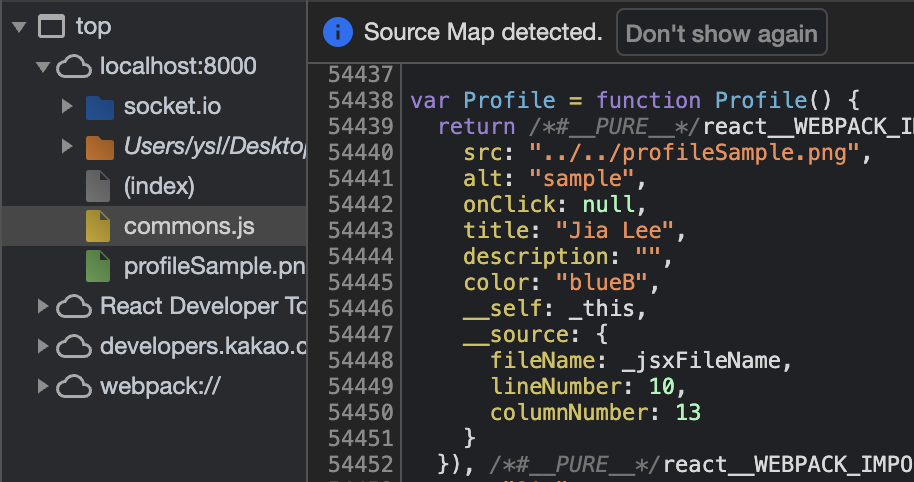 top
localhost:8000
socket.io
Users/ysl//Deskto
(index)
commons.js
profileSample.pn
React Developer To
developers.kakao.c
webpack://
Source Map detected. Don't show again
54437
54438 var Profile = function Profile() {
54439 return /*#__PURE__*/react__WEBPACK_I
54440 src: "../../profileSample.png",
54441 alt: "sample",
54442 onClick: null,
54443 title: "Jia Lee",
54444 description: "",
54445 color: "blueB",
54446 __self: _this,
54447 __source: {
54448 fileName: _jsxFileName,
54449 lineNumber: 10,
54450 columnNumber: 13
54451 }
54452 }), /*#__PURE__*/react__WEBPACK_IMPO